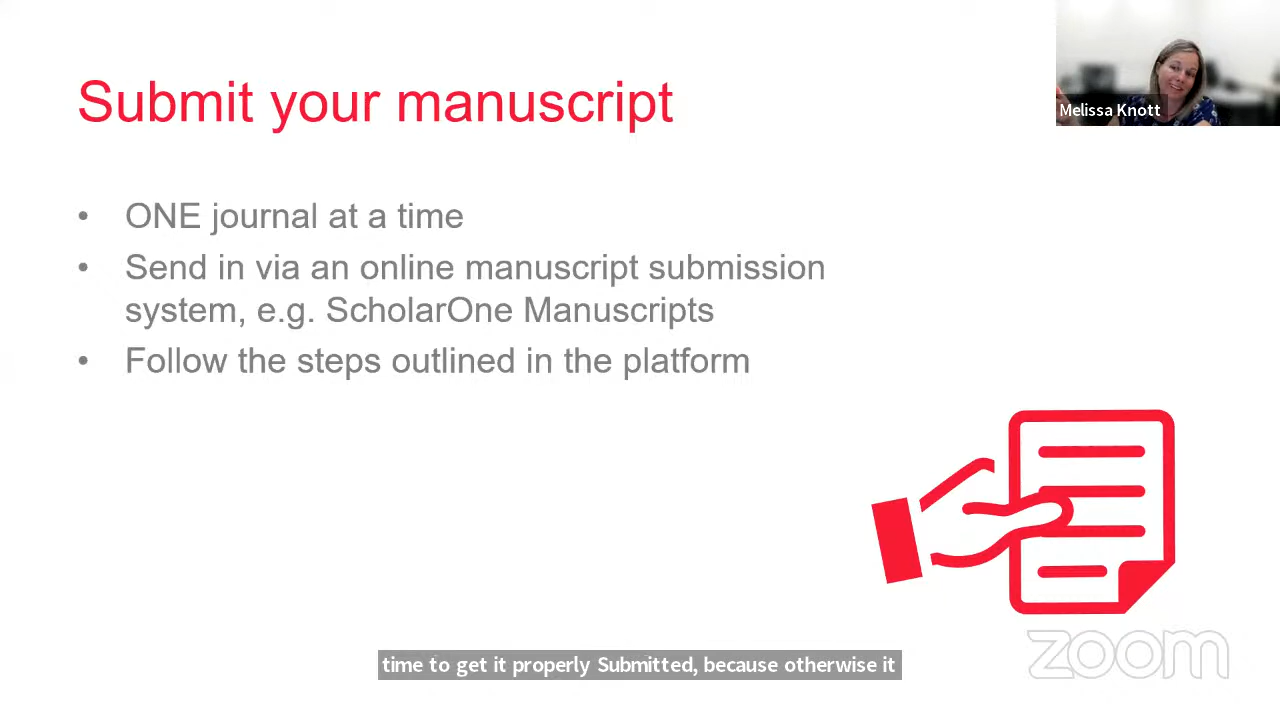 Submit your manuscript
Melissa Knott
• ONE journal at a time
• Send in via an online manuscript submission
system, e.g. ScholarOne Manuscripts
• Follow the steps outlined in the platform
zoom
time to get it properly Submitted, because otherwise it